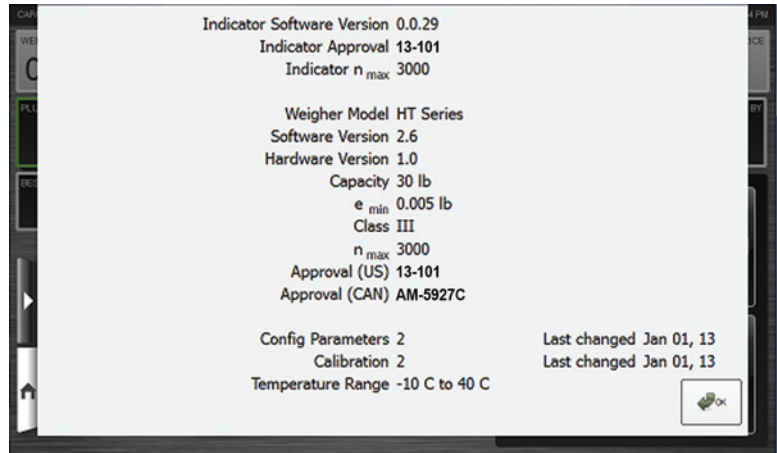 4 PM
Indicator Software Version 0.0.29
Indicator Approval 13-101
Indicator n max 3000
Weigher Model HT Series
Software Version 2.6
Hardware Version 1.0
Capacity 30 lb
e min 0.005 lb
Class III
n max 3000
Approval (US) 13-101
Approval (CAN) AM-5927C
Config Parameters 2 Last changed Jan 01, 13
Calibration 2 Last changed Jan 01, 13
Temperature Range -10 C to 40 C
OK